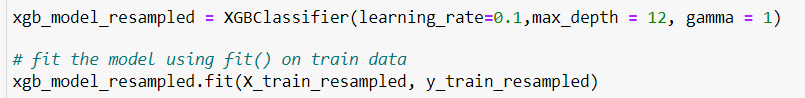 xgb_model_resampled = XGBClassifier(learning_rate=0.1,max_depth = 12, gamma = 1)
# fit the model using fit() on train data
xgb_model_resampled.fit(X_train_resampled, y_train_resampled)